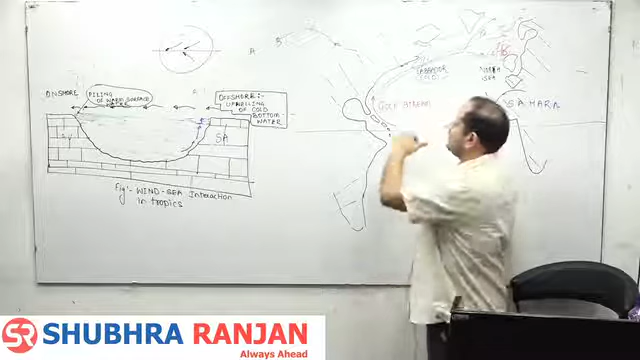 ONSHORE
PILING
OF WARM SURFACE
OFFSHORE:-
UPWELLING
OF COLD
BOTTOM-
WATER
SA
Fig:- WIND-SEA Interaction
in tropics
A
LABRADOR
COLD
NORTH
SEA
GULF STREAM
SAHARA
SR SHUBHRA RANJAN
Always Ahead